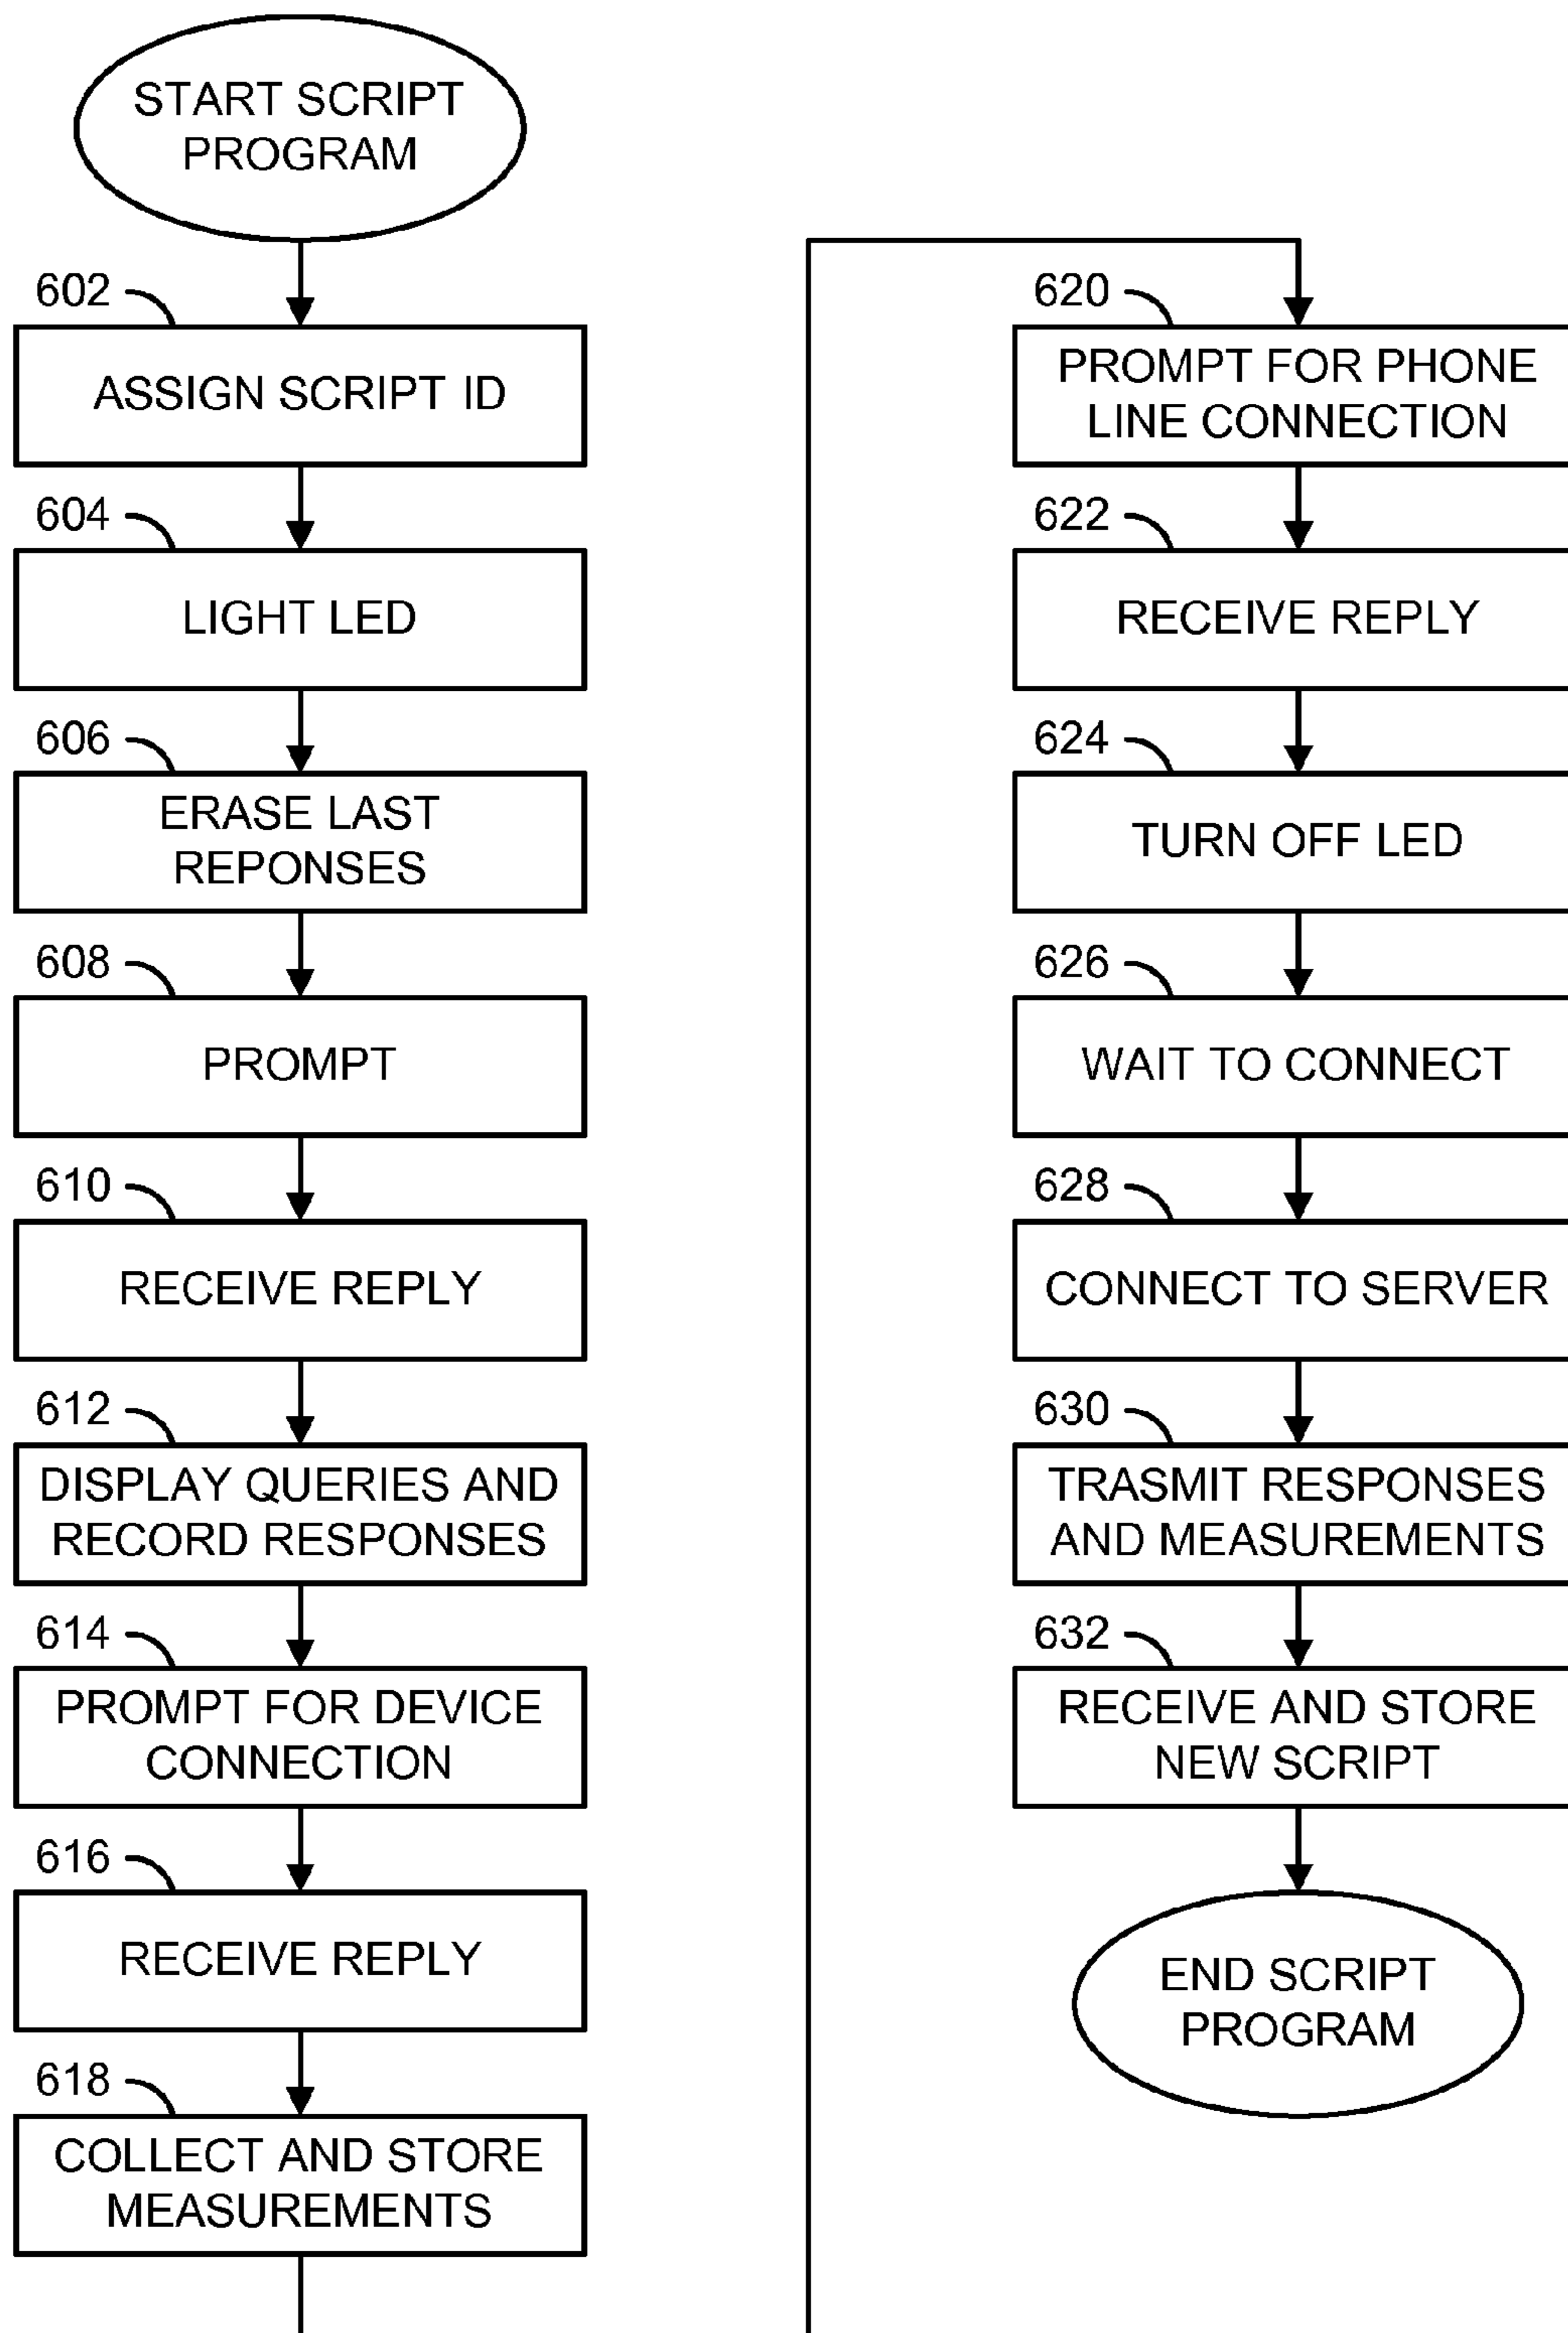 START SCRIPT
PROGRAM
602
ASSIGN SCRIPT ID
604
LIGHT LED
606
ERASE LAST
REPONSES
608
PROMPT
610
RECEIVE REPLY
612
DISPLAY QUERIES AND
RECORD RESPONSES
614
PROMPT FOR DEVICE
CONNECTION
616
RECEIVE REPLY
618
COLLECT AND STORE
MEASUREMENTS
620
PROMPT FOR PHONE
LINE CONNECTION
622
RECEIVE REPLY
624
TURN OFF LED
626
WAIT TO CONNECT
628
CONNECT TO SERVER
630
TRASMIT RESPONSES
AND MEASUREMENTS
632
RECEIVE AND STORE
NEW SCRIPT
END SCRIPT
PROGRAM